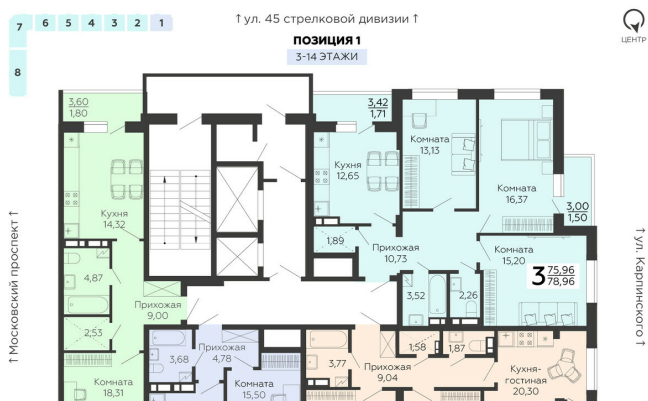 7 6 5 4 3 2 1
8
↑ ул. 45 стрелковой дивизии ↑
ПОЗИЦИЯ 1
3-14 ЭТАЖИ
ЦЕНТР
↑ Московский проспект ↑
↑ ул. Карпинского ↑
3,60
1,80
Кухня
14,32
4,87
2,53
Прихожая
9,00
Комната
18,31
3,42
1,71
Кухня
12,65
Комната
13,13
Комната
16,37
3,00
1,50
1,89
Прихожая
10,73
Комната
15,20
3 75,96
78,96
3,52
2,26
3,68
Прихожая
4,78
Комната
15,50
3,77
Прихожая
9,04
1,58
1,87
Кухня-
гостиная
20,30